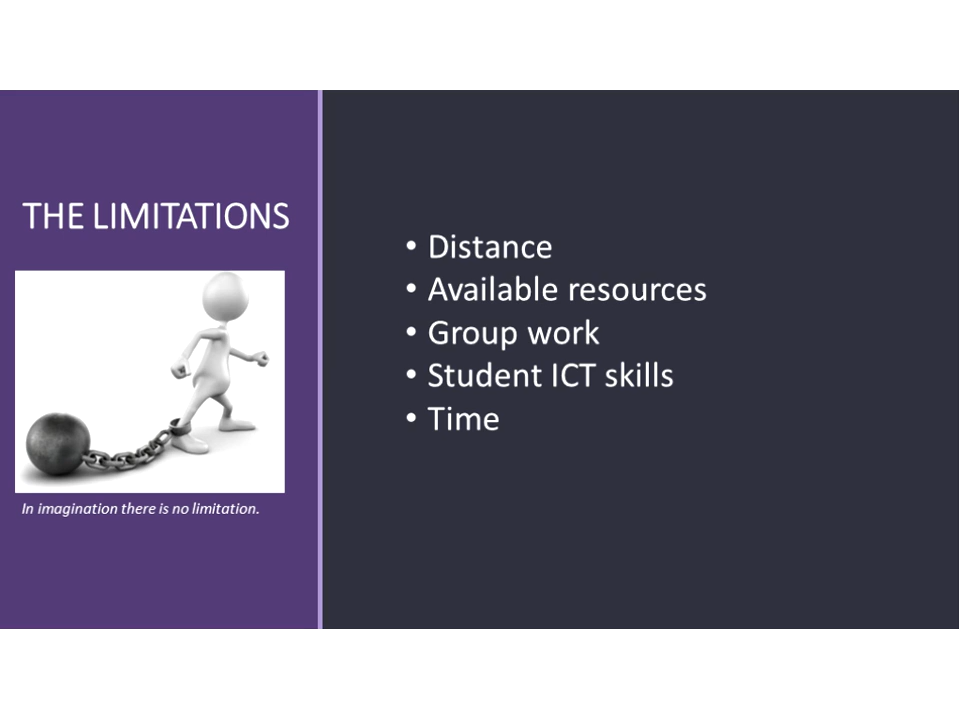 THE LIMITATIONS
In imagination there is no limitation.
• Distance
• Available resources
• Group work
• Student ICT skills
• Time